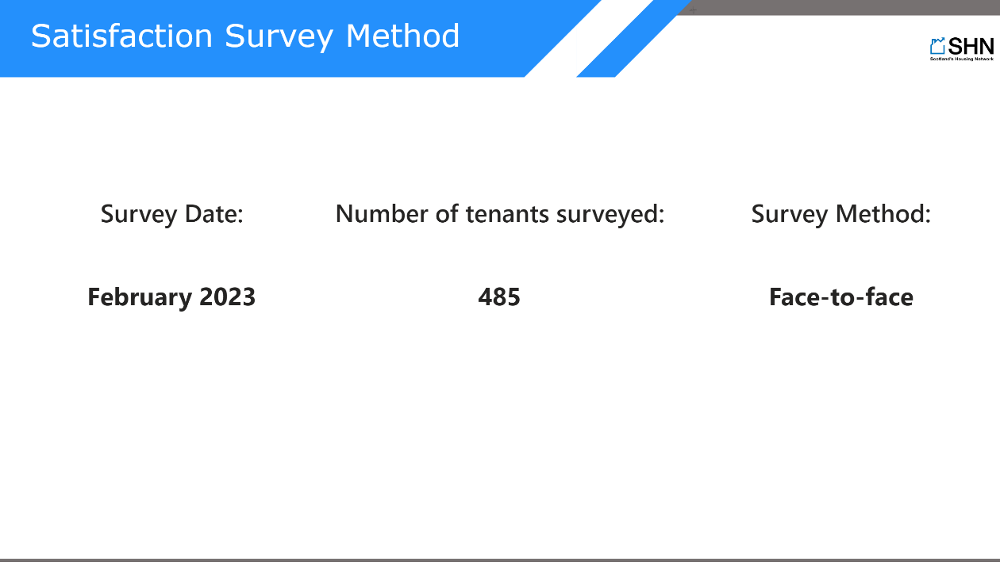 Satisfaction Survey Method
SHN
Scotland's Housing Network
Survey Date:
Number of tenants surveyed:
Survey Method:
February 2023
485
Face-to-face